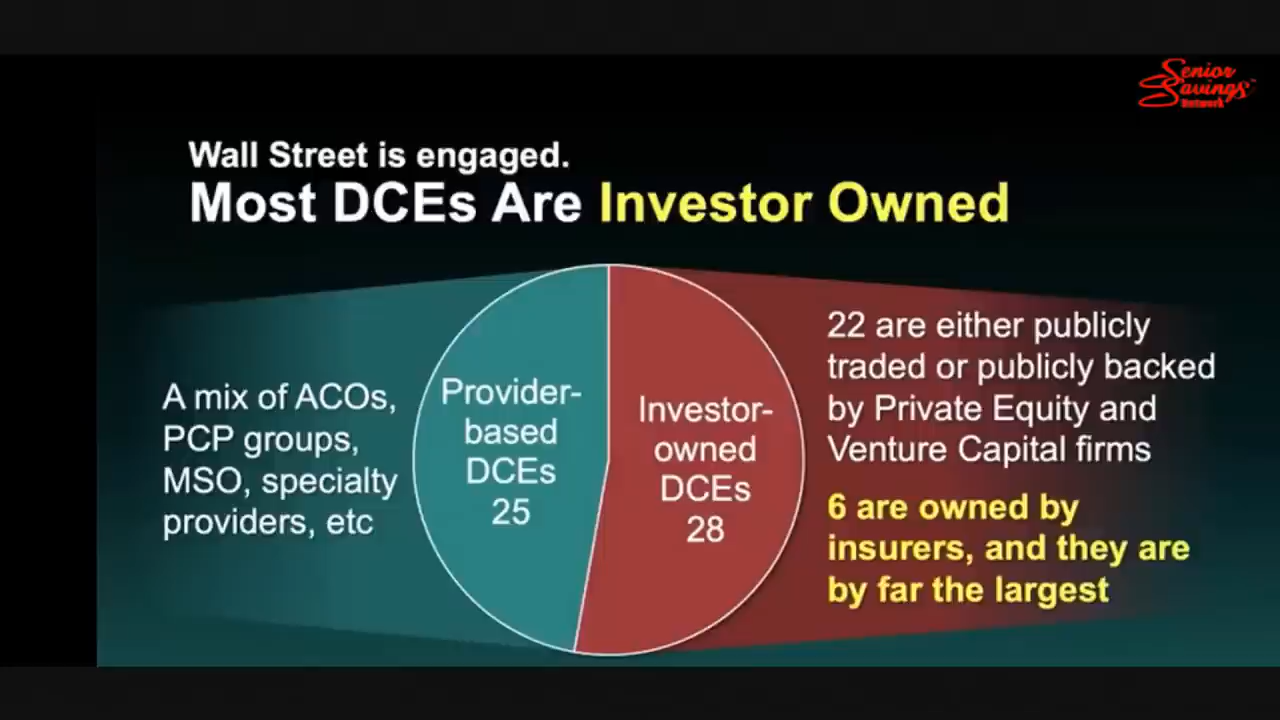 Senior
Savings
Network
Wall Street is engaged.
Most DCEs Are Investor Owned
A mix of ACOs,
PCP groups,
MSO, specialty
providers, etc
Provider-
based
DCEs
25
Investor-
owned
DCEs
28
22 are either publicly
traded or publicly backed
by Private Equity and
Venture Capital firms
6 are owned by
insurers, and they are
by far the largest